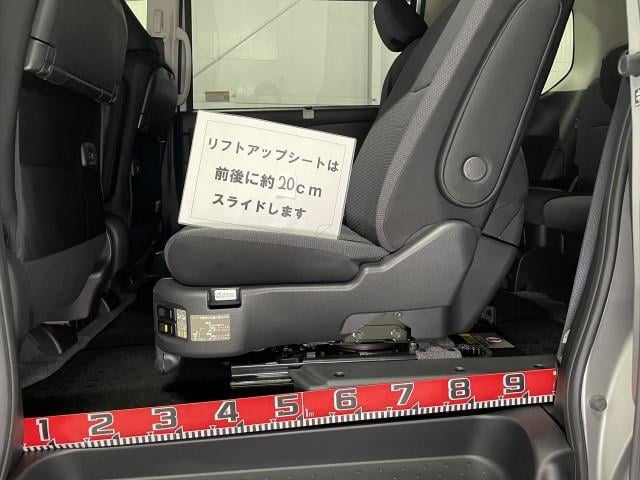 リフトアップシートは
前後に約20cm
スライドします
1 2 3 4 5 1m 6 7 8 9